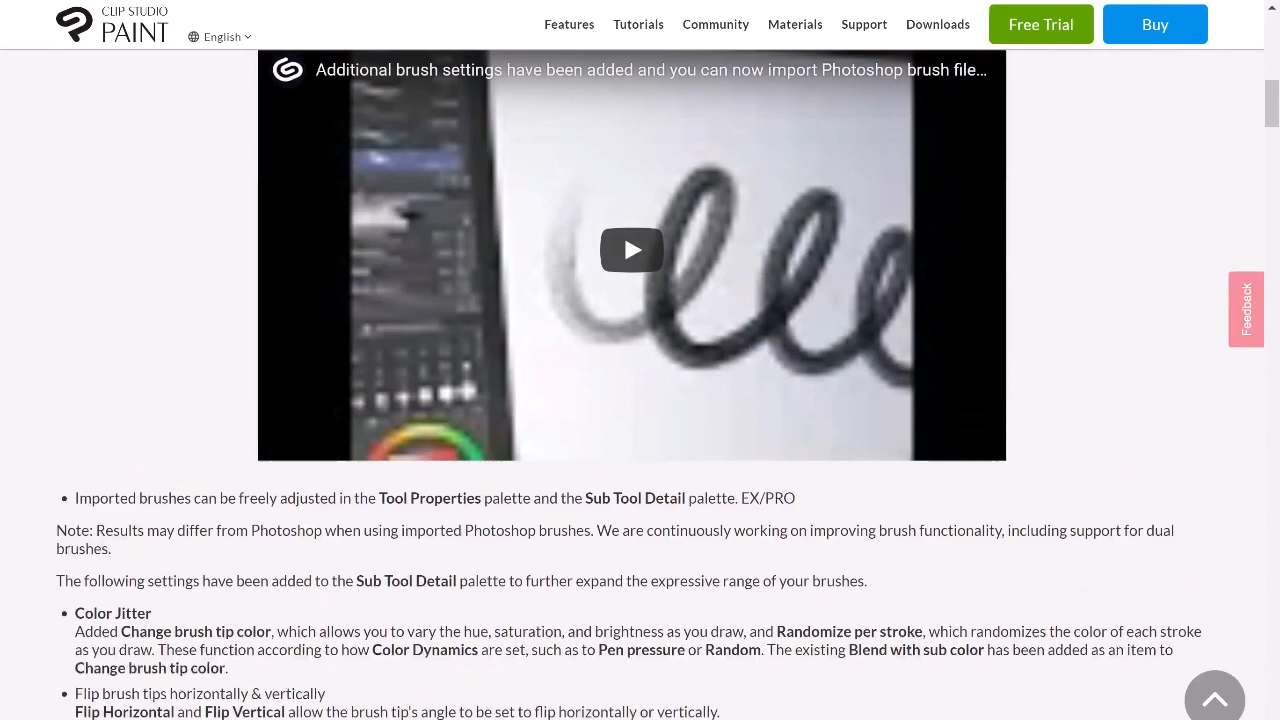 CLIP STUDIO
PAINT
English
Features
Tutorials
Community
Materials
Support
Downloads
Free Trial
Buy
Additional brush settings have been added and you can now import Photoshop brush file...
Feedback
• Imported brushes can be freely adjusted in the Tool Properties palette and the Sub Tool Detail palette. EX/PRO
Note: Results may differ from Photoshop when using imported Photoshop brushes. We are continuously working on improving brush functionality, including support for dual
brushes.
The following settings have been added to the Sub Tool Detail palette to further expand the expressive range of your brushes.
• Color Jitter
Added Change brush tip color, which allows you to vary the hue, saturation, and brightness as you draw, and Randomize per stroke, which randomizes the color of each stroke
as you draw. These function according to how Color Dynamics are set, such as to Pen pressure or Random. The existing Blend with sub color has been added as an item to
Change brush tip color.
• Flip brush tips horizontally & vertically
Flip Horizontal and Flip Vertical allow the brush tip's angle to be set to flip horizontally or vertically.